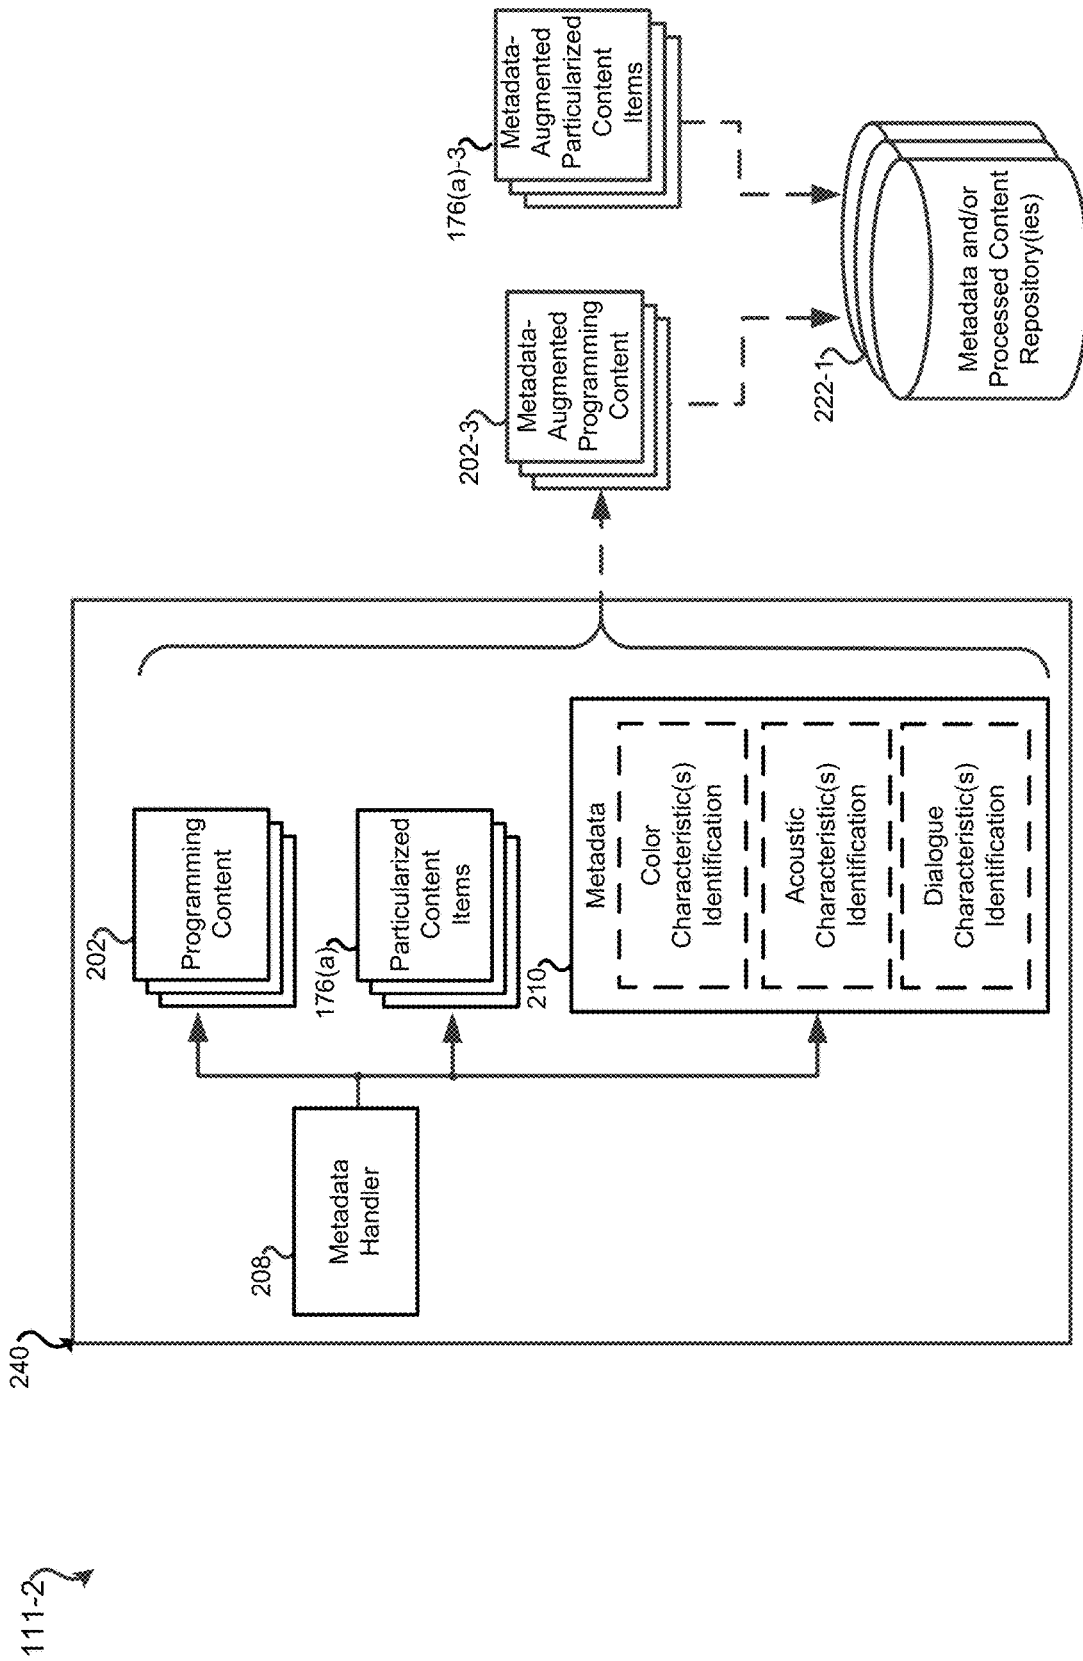 111-2
240
208
Metadata
Handler
202
Programming
Content
176(a)
Particularized
Content
Items
210
Metadata
Color
Characteristic(s)
Identification
Acoustic
Characteristic(s)
Identification
Dialogue
Characteristic(s)
Identification
202-3
Metadata-
Augmented
Programming
Content
176(a)-3
Metadata-
Augmented
Particularized
Content
Items
222-1
Metadata and/or
Processed Content
Repository(ies)